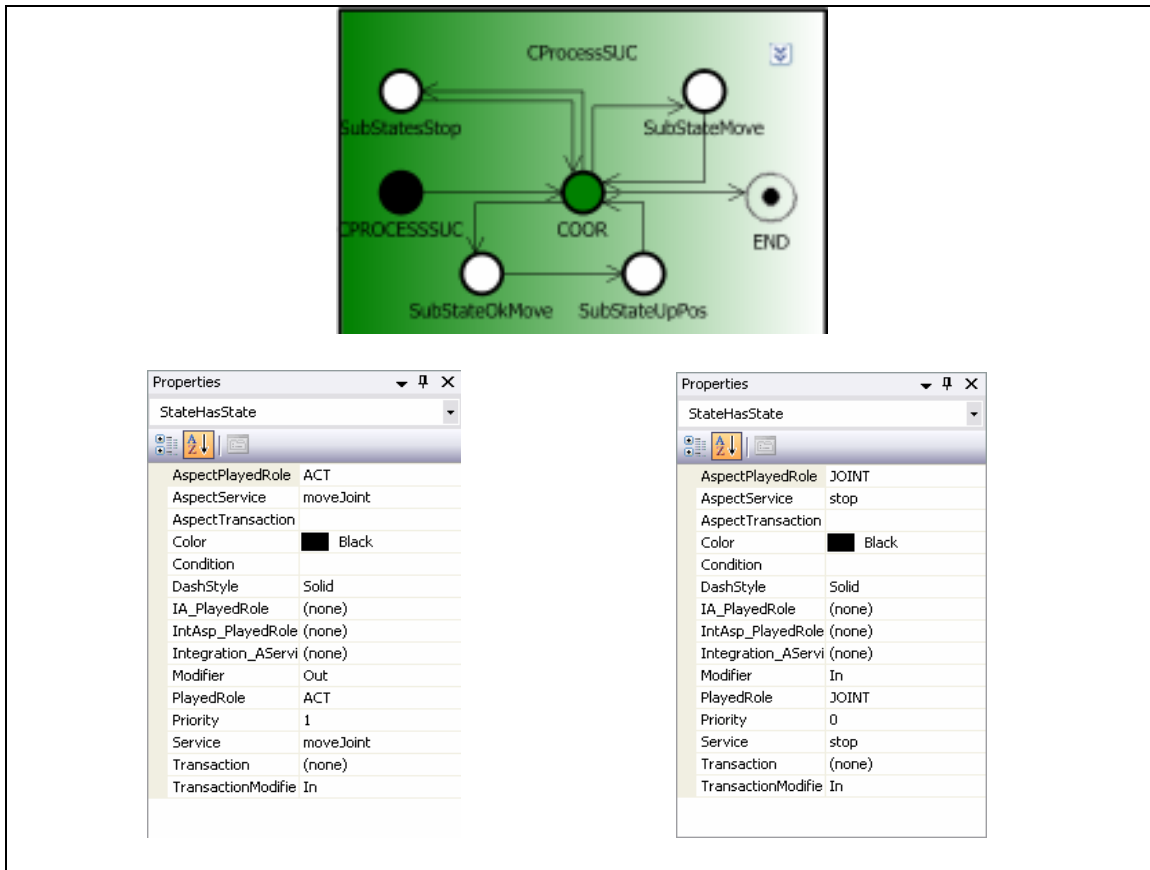 CProcessSUC
SubStatesStop
SubStateMove
CPROCESSSUC
COOR
END
SubStateOkMove
SubStateUpPos
Properties
StateHasState
AspectPlayedRole ACT
AspectService moveJoint
AspectTransaction
Color Black
Condition
DashStyle Solid
IA_PlayedRole (none)
IntAsp_PlayedRole (none)
Integration_AServi (none)
Modifier Out
PlayedRole ACT
Priority 1
Service moveJoint
Transaction (none)
TransactionModifie In
Properties
StateHasState
AspectPlayedRole JOINT
AspectService stop
AspectTransaction
Color Black
Condition
DashStyle Solid
IA_PlayedRole (none)
IntAsp_PlayedRole (none)
Integration_AServi (none)
Modifier In
PlayedRole JOINT
Priority 0
Service stop
Transaction (none)
TransactionModifie In